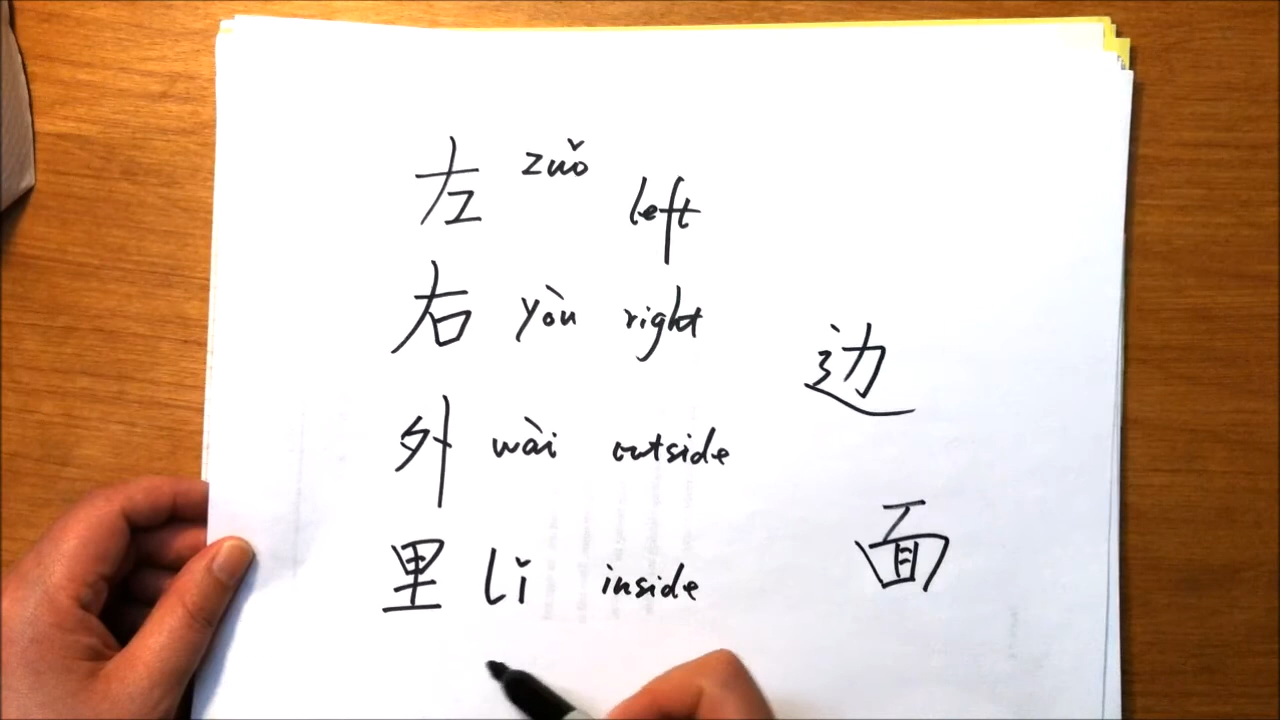 左 zuǒ left
右 yòu right
外 wài outside
里 lǐ inside
边
面